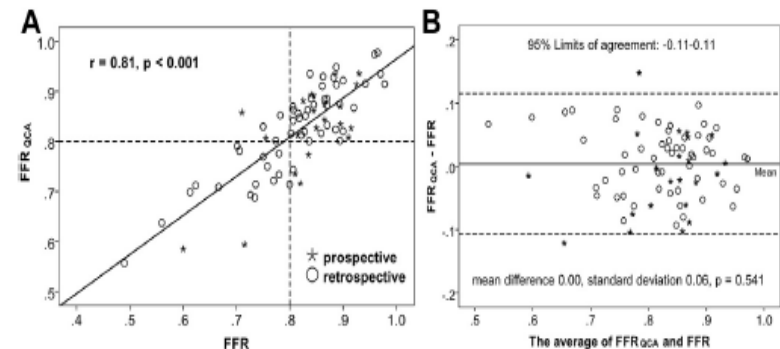 A
B
r = 0.81, p < 0.001
1.0
.9
.8
.7
.6
.5
FFR QCA
* prospective
○ retrospective
.4 .5 .6 .7 .8 .9 1.0
FFR
95% Limits of agreement: -0.11-0.11
.2
.1
.0
-.1
-.2
FFR QCA - FFR
Mean
mean difference 0.00, standard deviation 0.06, p = 0.541
.5 .6 .7 .8 .9 1.0
The average of FFR QCA and FFR